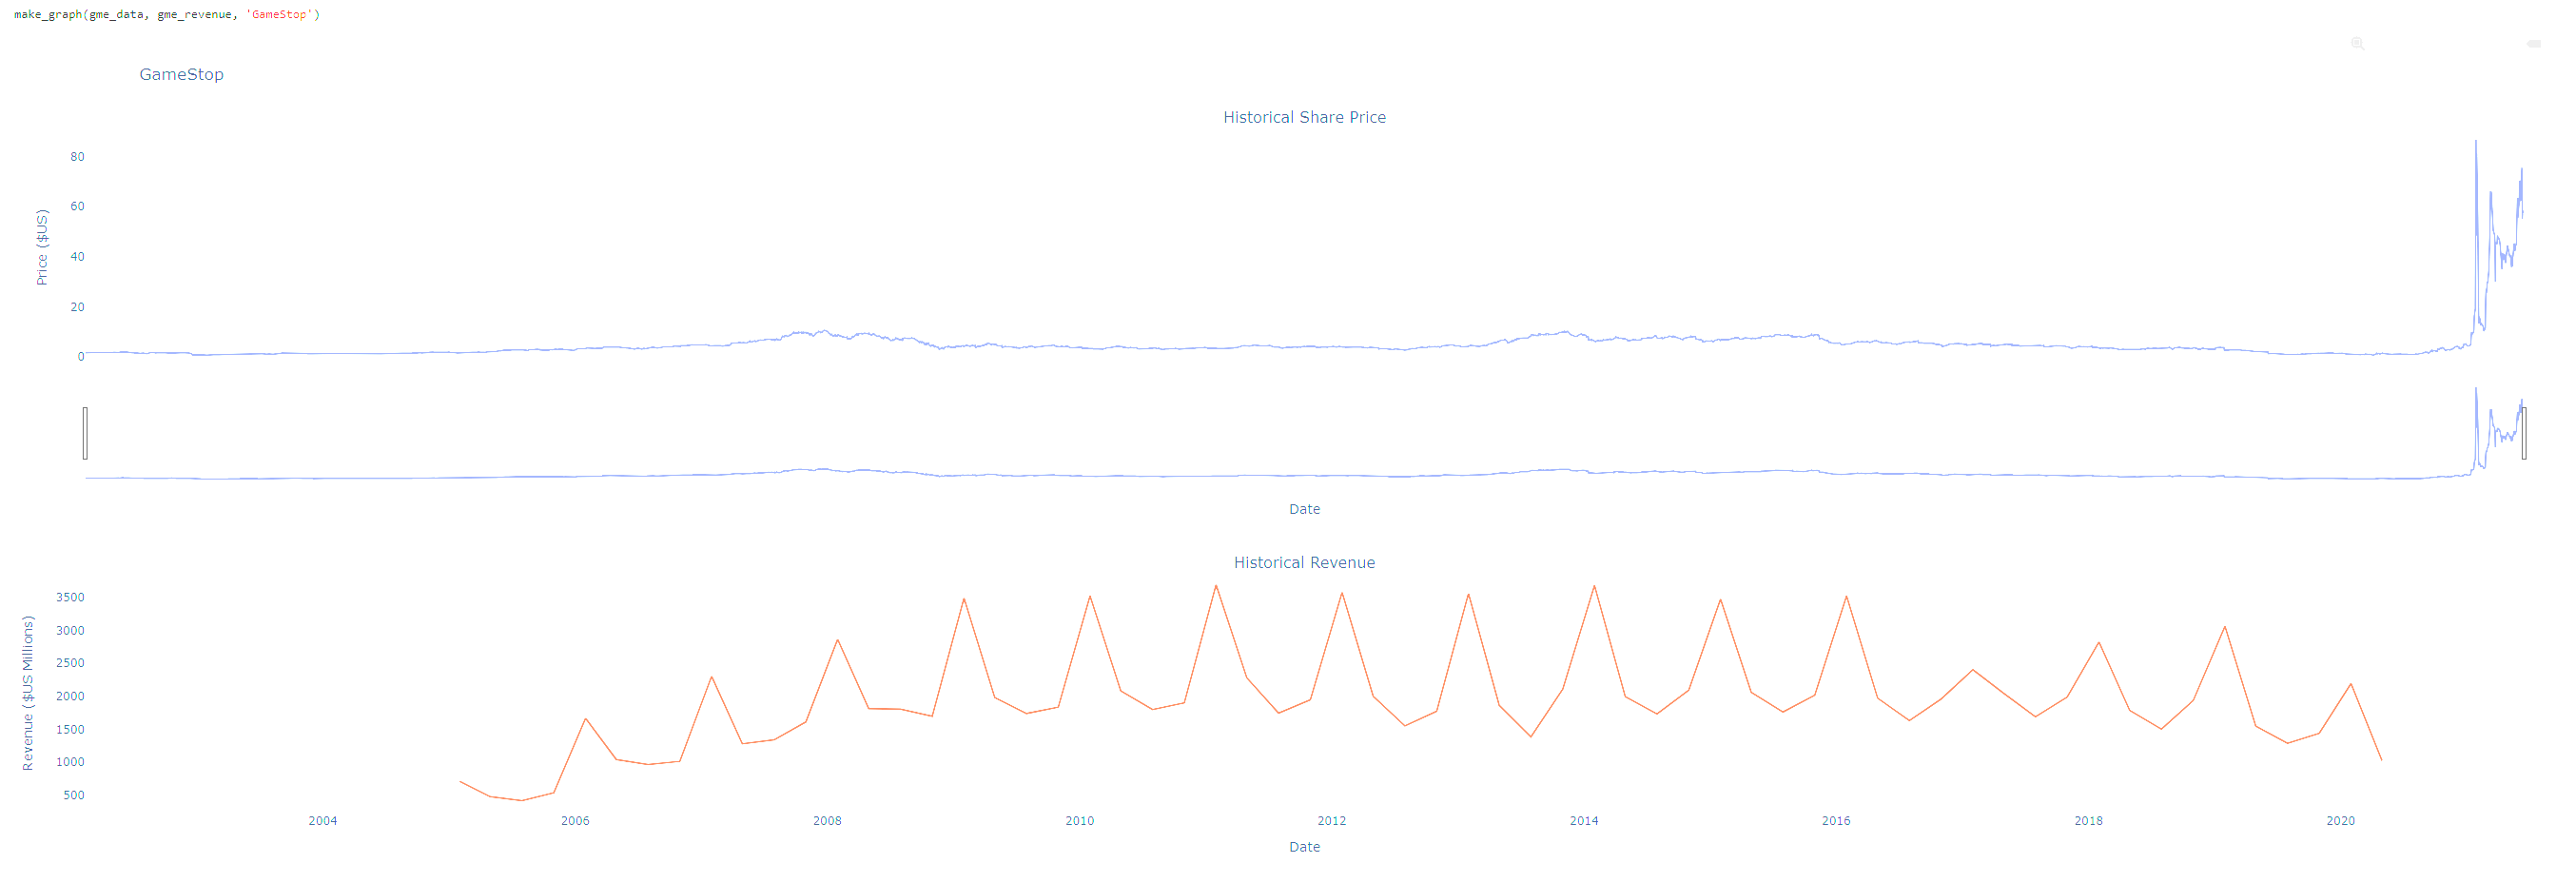 make_graph(gme_data, gme_revenue, 'GameStop')
GameStop
Historical Share Price
Price ($US)
80
60
40
20
0
Date
Historical Revenue
Revenue ($US Millions)
3500
3000
2500
2000
1500
1000
500
2004 2006 2008 2010 2012 2014 2016 2018 2020
Date